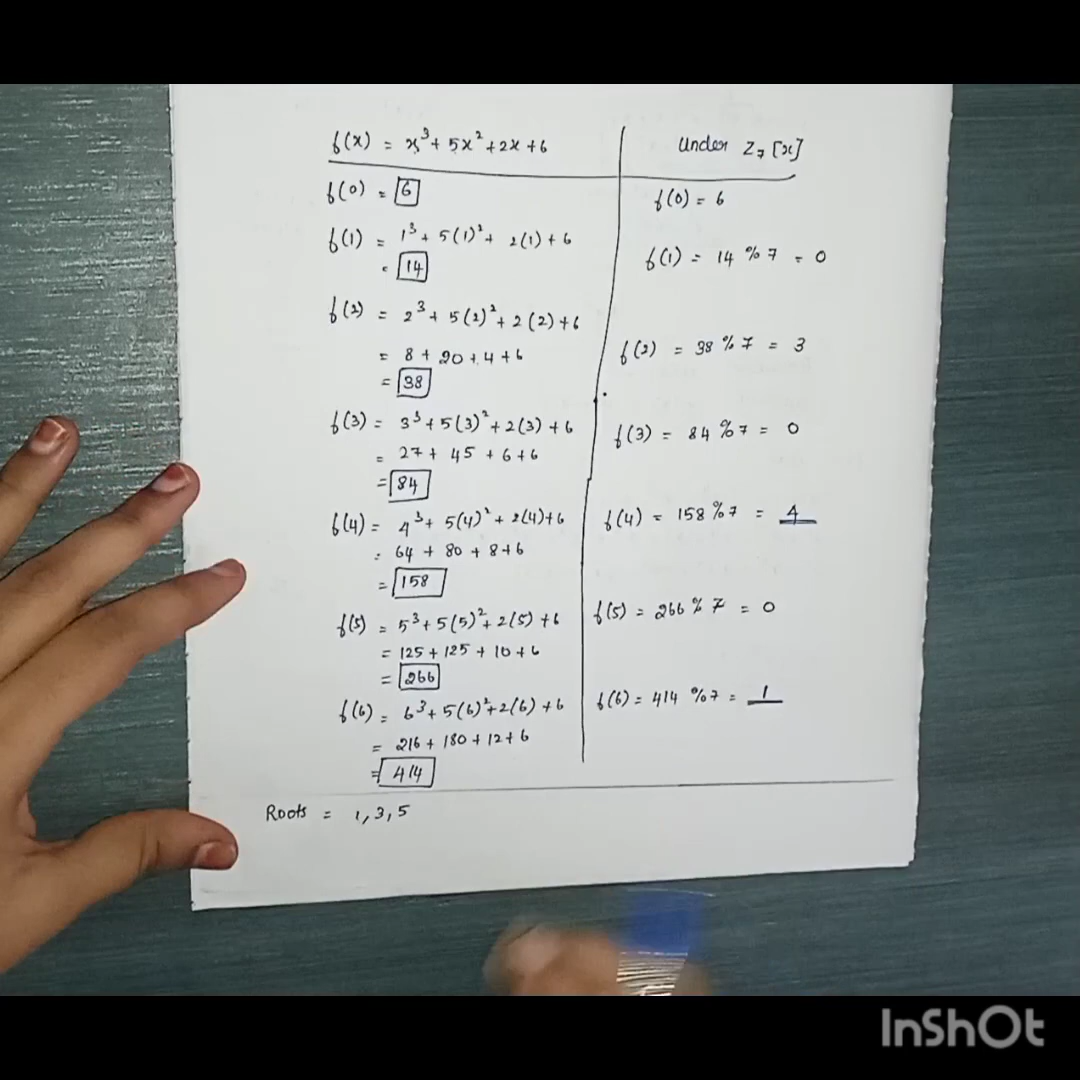 f(x) = x³ + 5x² + 2x + 6
Under Z₇ [x]
f(0) = 6
f(0) = 6
f(1) = 1³ + 5(1)² + 2(1) + 6
= 14
f(1) = 14 % 7 = 0
f(2) = 2³ + 5(2)² + 2(2) + 6
= 8 + 20 + 4 + 6
= 38
f(2) = 38 % 7 = 3
f(3) = 3³ + 5(3)² + 2(3) + 6
= 27 + 45 + 6 + 6
= 84
f(3) = 84 % 7 = 0
f(4) = 4³ + 5(4)² + 2(4) + 6
= 64 + 80 + 8 + 6
= 158
f(4) = 158 % 7 = 4
f(5) = 5³ + 5(5)² + 2(5) + 6
= 125 + 125 + 10 + 6
= 266
f(5) = 266 % 7 = 0
f(6) = 6³ + 5(6)² + 2(6) + 6
= 216 + 180 + 12 + 6
= 414
f(6) = 414 % 7 = 1
Roots = 1, 3, 5
InShOt